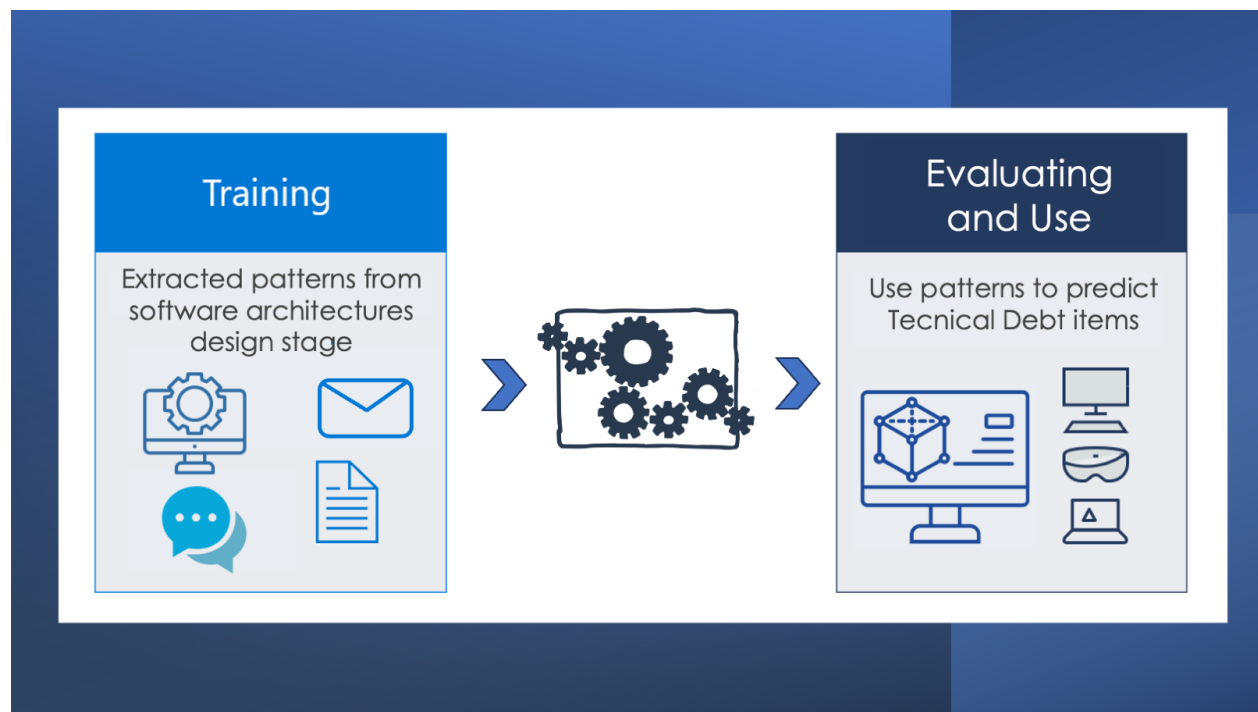 Training
Extracted patterns from
software architectures
design stage
Evaluating
and Use
Use patterns to predict
Tecnical Debt items